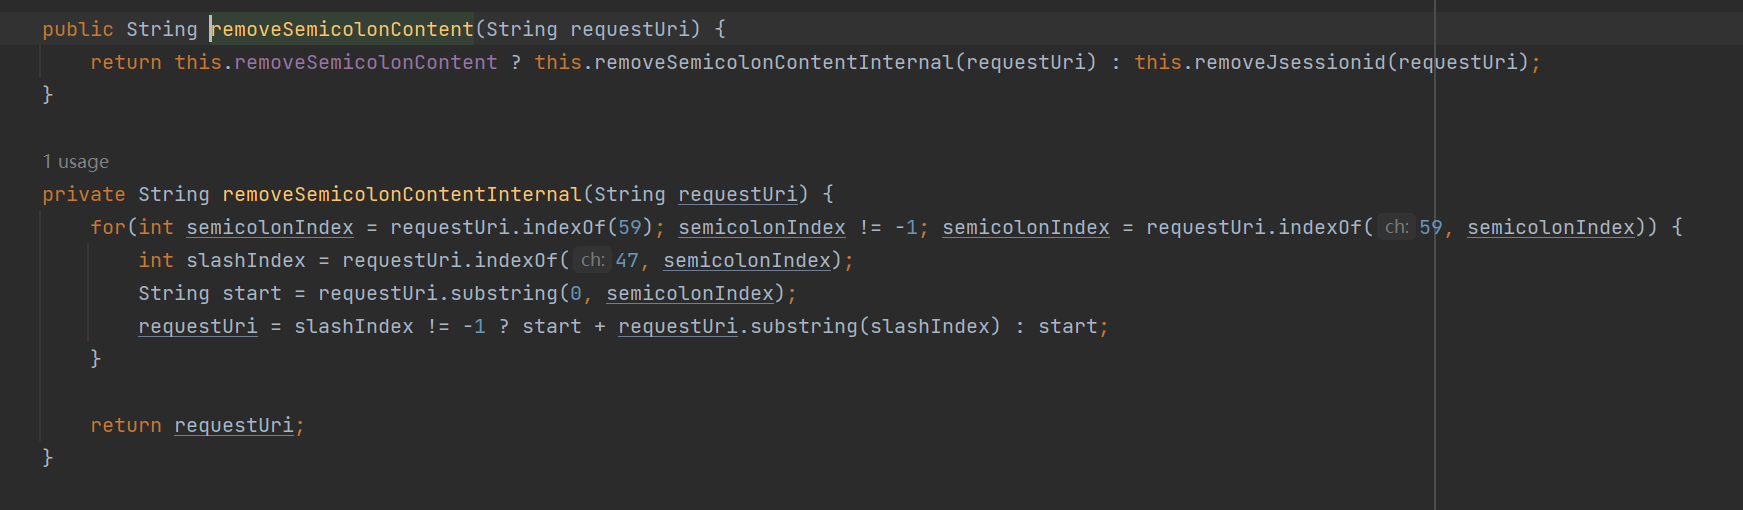 public String removeSemicolonContent(String requestUri) {
    return this.removeSemicolonContent ? this.removeSemicolonContentInternal(requestUri) : this.removeJsessionid(requestUri);
}
1 usage
private String removeSemicolonContentInternal(String requestUri) {
    for(int semicolonIndex = requestUri.indexOf(59); semicolonIndex != -1; semicolonIndex = requestUri.indexOf( ch: 59, semicolonIndex)) {
        int slashIndex = requestUri.indexOf( ch: 47, semicolonIndex);
        String start = requestUri.substring(0, semicolonIndex);
        requestUri = slashIndex != -1 ? start + requestUri.substring(slashIndex) : start;
    }
    return requestUri;
}